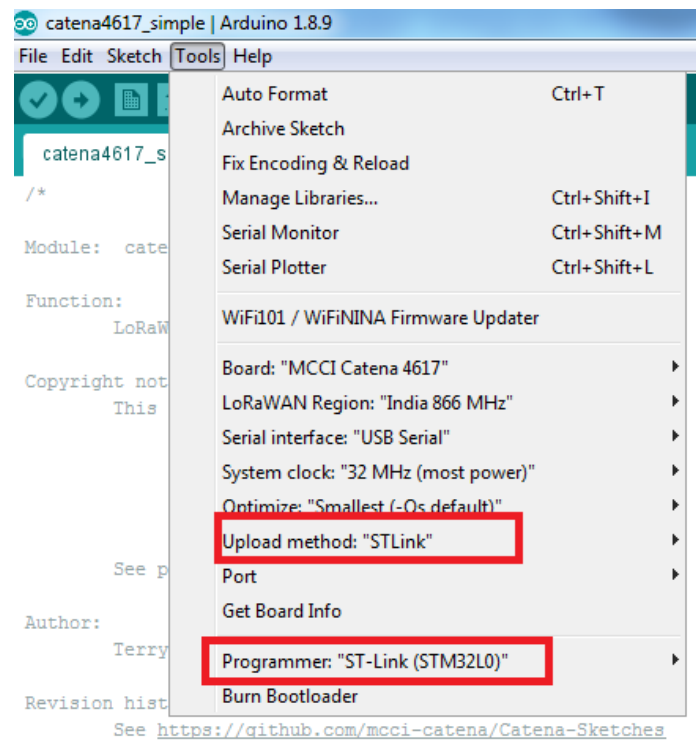 catena4617_simple | Arduino 1.8.9
File Edit Sketch Tools Help
catena4617_s
Auto Format Ctrl+T
Archive Sketch
Fix Encoding & Reload
Manage Libraries... Ctrl+Shift+I
Serial Monitor Ctrl+Shift+M
Serial Plotter Ctrl+Shift+L
WiFi101 / WiFiNINA Firmware Updater
Board: "MCCI Catena 4617"
LoRaWAN Region: "India 866 MHz"
Serial interface: "USB Serial"
System clock: "32 MHz (most power)"
Optimize: "Smallest (-Os default)"
Upload method: "STLink"
Port
Get Board Info
Programmer: "ST-Link (STM32L0)"
Burn Bootloader
/*
Module: cate
Function:
LoRaW
Copyright not
This
See p
Author:
Terry
Revision hist
See https://github.com/mcci-catena/Catena-Sketches